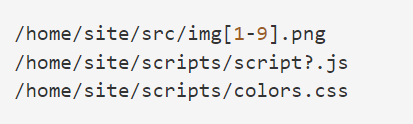 /home/site/src/img[1-9].png
/home/site/scripts/script?.js
/home/site/scripts/colors.css